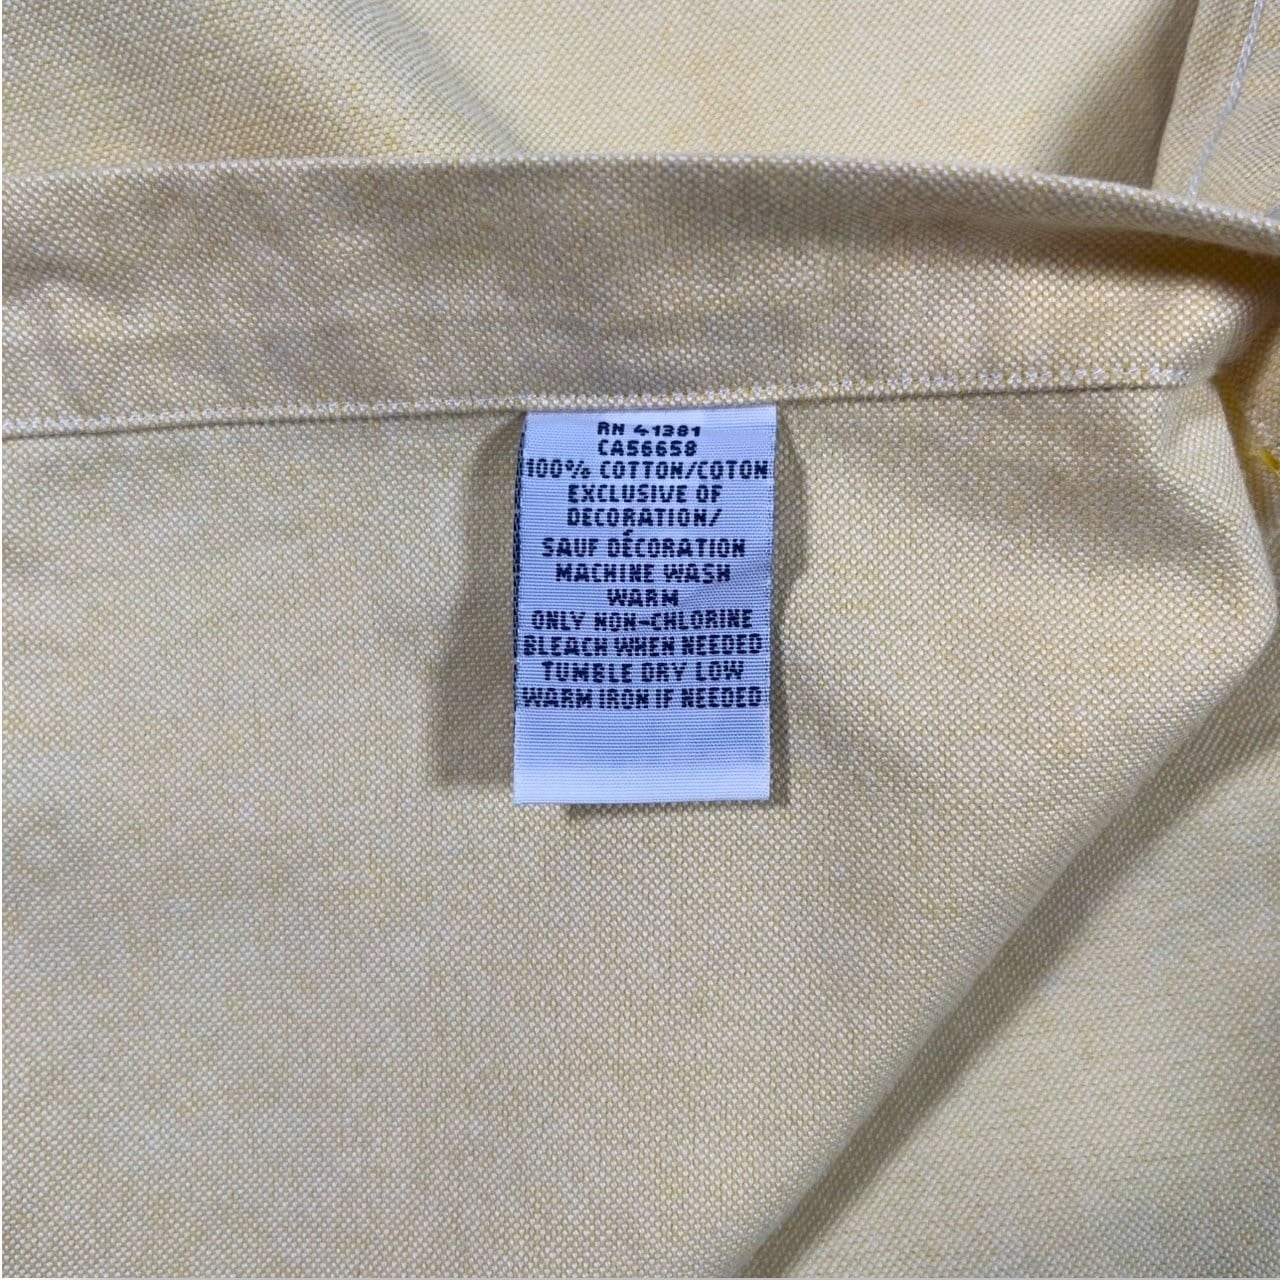 RN 41381
CA56658
100% COTTON/COTON
EXCLUSIVE OF
DECORATION/
SAUF DÉCORATION
MACHINE WASH
WARM
ONLY NON-CHLORINE
BLEACH WHEN NEEDED
TUMBLE DRY LOW
WARM IRON IF NEEDED